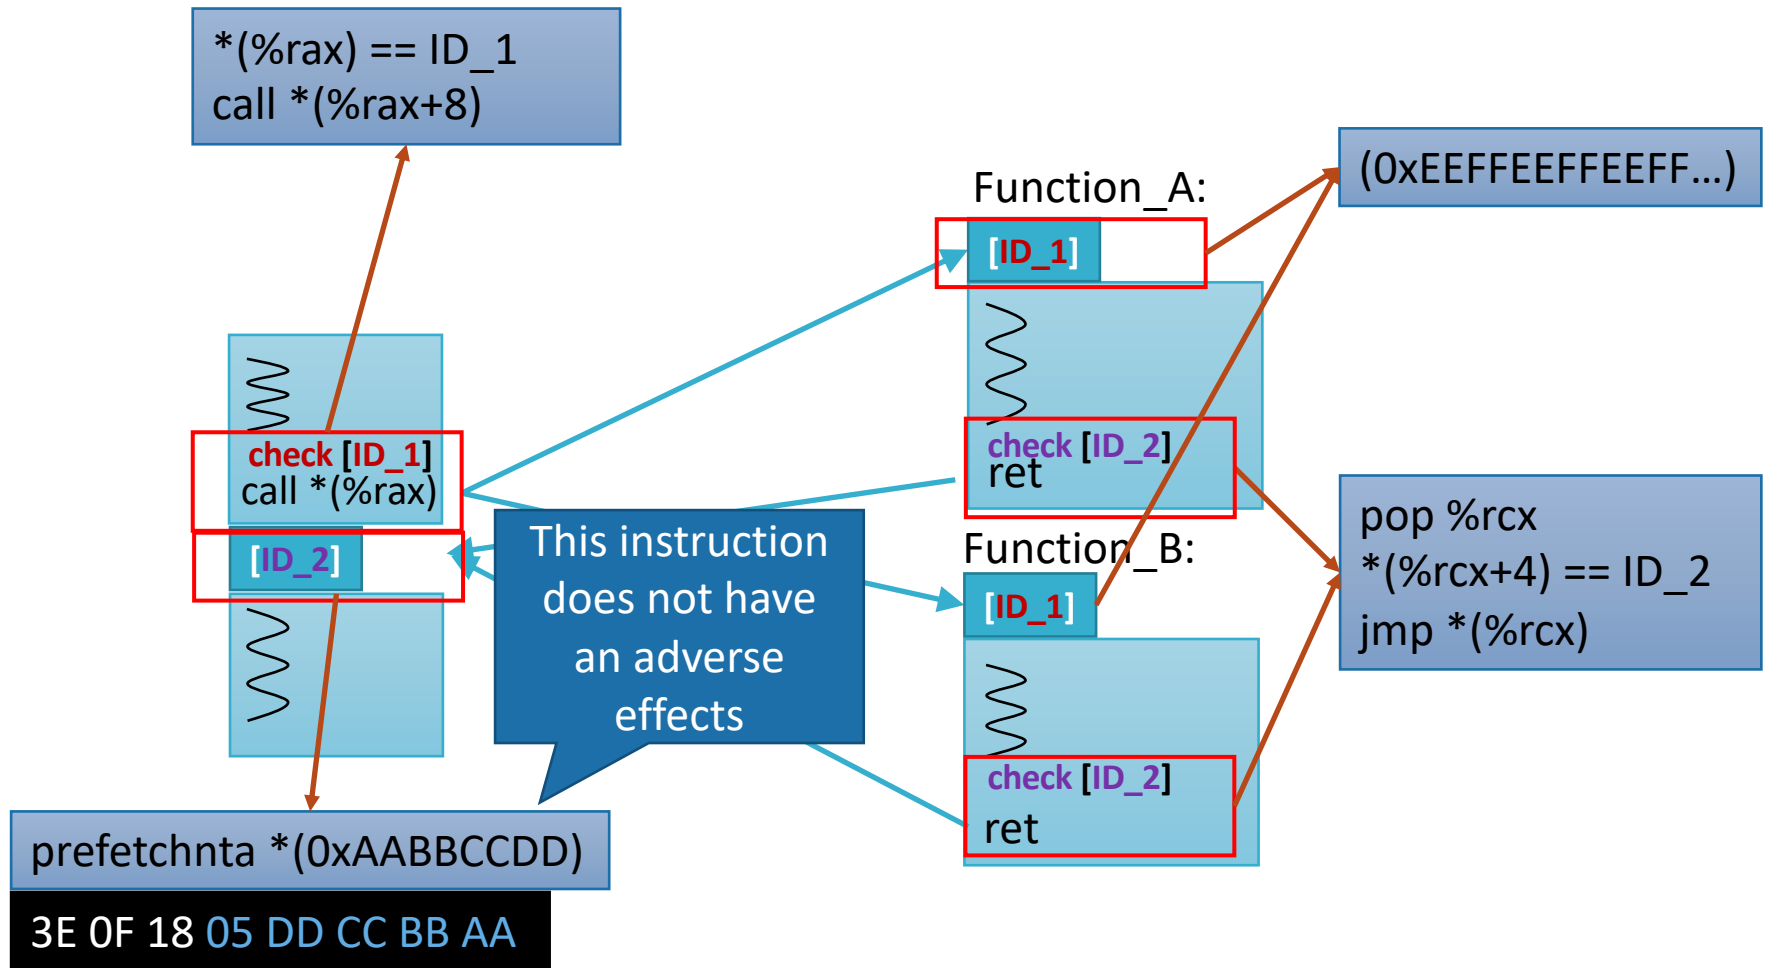 *(%rax) == ID_1
call *(%rax+8)
(0xEEFFEEFFEEFF...)
Function_A:
[ID_1]
check [ID_1]
call *(%rax)
[ID_2]
check [ID_2]
ret
This instruction
does not have
an adverse
effects
Function_B:
[ID_1]
check [ID_2]
ret
pop %rcx
*(%rcx+4) == ID_2
jmp *(%rcx)
prefetchnta *(0xAABBCCDD)
3E 0F 18 05 DD CC BB AA